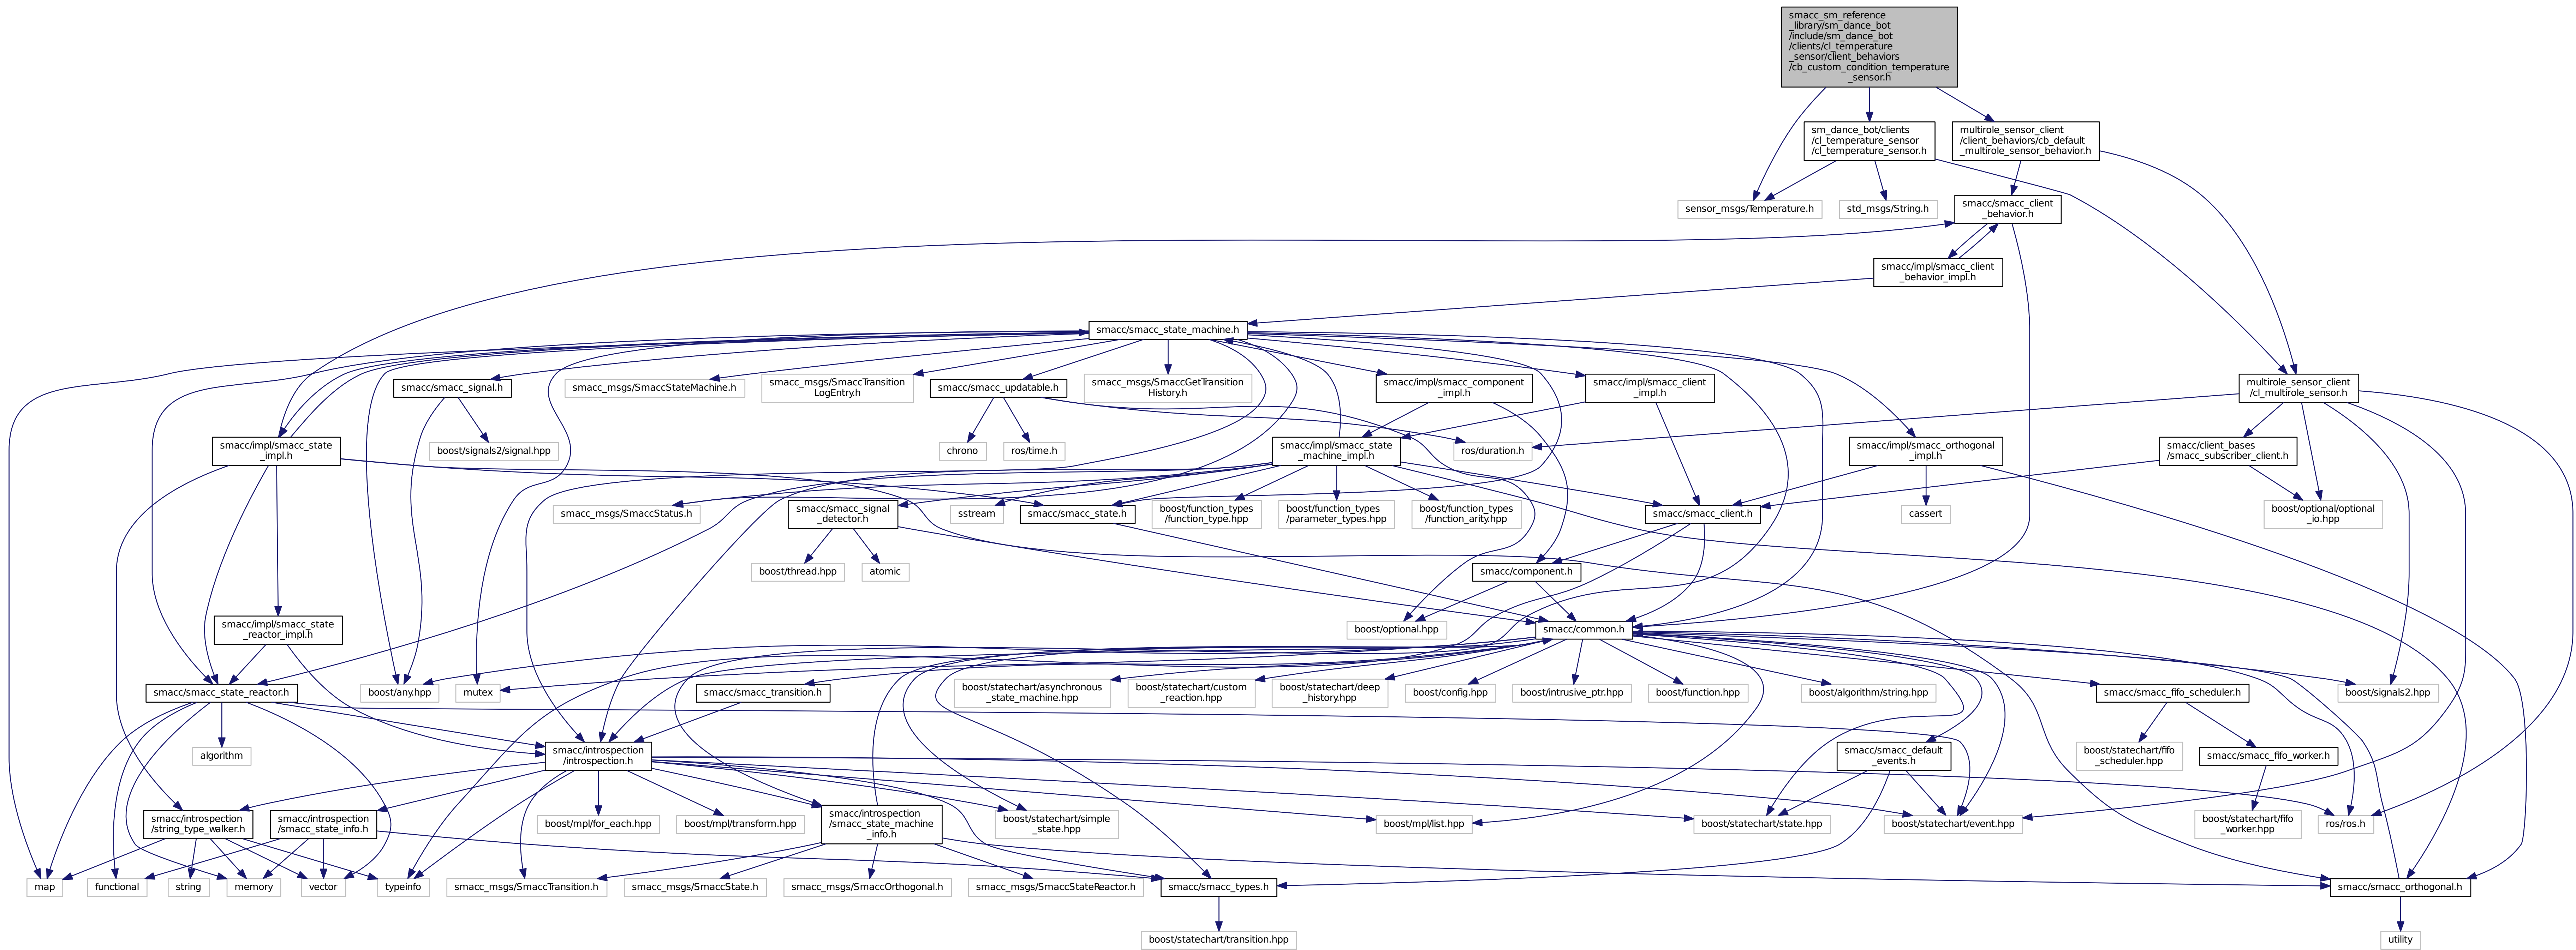 smacc_sm_reference
_library/sm_dance_bot
/include/sm_dance_bot
/clients/cl_temperature
_sensor/client_behaviors
/cb_custom_condition_temperature
_sensor.h
sm_dance_bot/clients
/cl_temperature_sensor
/cl_temperature_sensor.h
multirole_sensor_client
/client_behaviors/cb_default
_multirole_sensor_behavior.h
sensor_msgs/Temperature.h
std_msgs/String.h
smacc/smacc_client
_behavior.h
smacc/impl/smacc_client
_behavior_impl.h
smacc/smacc_state_machine.h
smacc/smacc_signal.h
smacc_msgs/SmaccStateMachine.h
smacc_msgs/SmaccTransition
LogEntry.h
smacc/smacc_updatable.h
smacc_msgs/SmaccGetTransition
History.h
smacc/impl/smacc_component
_impl.h
smacc/impl/smacc_client
_impl.h
multirole_sensor_client
/cl_multirole_sensor.h
smacc/impl/smacc_state
_impl.h
boost/signals2/signal.hpp
chrono
ros/time.h
smacc/impl/smacc_state
_machine_impl.h
ros/duration.h
smacc/impl/smacc_orthogonal
_impl.h
smacc/client_bases
/smacc_subscriber_client.h
smacc_msgs/SmaccStatus.h
smacc/smacc_signal
_detector.h
sstream
smacc/smacc_state.h
boost/function_types
/function_type.hpp
boost/function_types
/parameter_types.hpp
boost/function_types
/function_arity.hpp
smacc/smacc_client.h
cassert
boost/optional/optional
_io.hpp
boost/thread.hpp
atomic
smacc/component.h
smacc/impl/smacc_state
_reactor_impl.h
boost/optional.hpp
smacc/common.h
smacc/smacc_state_reactor.h
boost/any.hpp
mutex
smacc/smacc_transition.h
boost/statechart/asynchronous
_state_machine.hpp
boost/statechart/custom
_reaction.hpp
boost/statechart/deep
_history.hpp
boost/config.hpp
boost/intrusive_ptr.hpp
boost/function.hpp
boost/algorithm/string.hpp
smacc/smacc_fifo_scheduler.h
boost/signals2.hpp
algorithm
smacc/introspection
/introspection.h
smacc/smacc_default
_events.h
boost/statechart/fifo
_scheduler.hpp
smacc/smacc_fifo_worker.h
smacc/introspection
/string_type_walker.h
smacc/introspection
/smacc_state_info.h
boost/mpl/for_each.hpp
boost/mpl/transform.hpp
smacc/introspection
/smacc_state_machine
_info.h
boost/statechart/simple
_state.hpp
boost/mpl/list.hpp
boost/statechart/state.hpp
boost/statechart/event.hpp
boost/statechart/fifo
_worker.hpp
ros/ros.h
map
functional
string
memory
vector
typeinfo
smacc_msgs/SmaccTransition.h
smacc_msgs/SmaccState.h
smacc_msgs/SmaccOrthogonal.h
smacc_msgs/SmaccStateReactor.h
smacc/smacc_types.h
smacc/smacc_orthogonal.h
boost/statechart/transition.hpp
utility